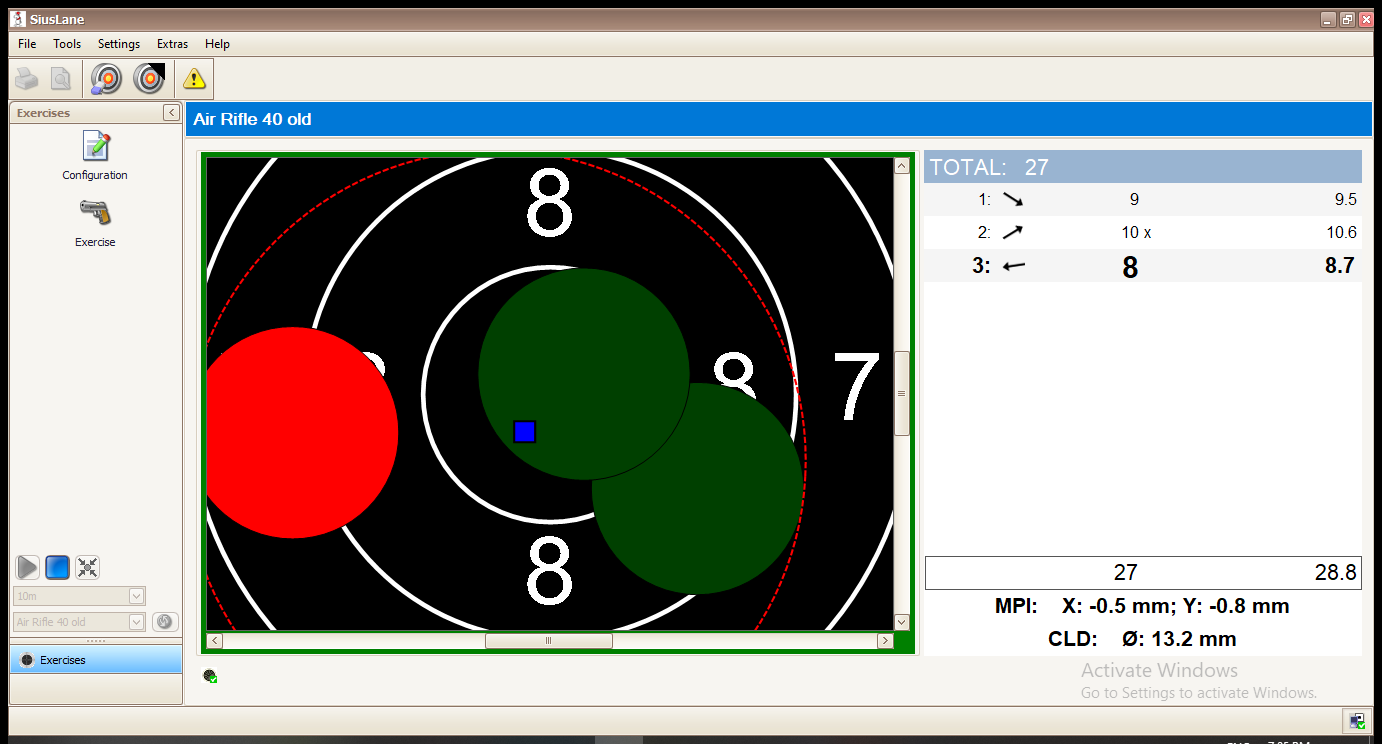 SiusLane
File Tools Settings Extras Help
Exercises
Configuration
Exercise
10m
Air Rifle 40 old
Exercises
Air Rifle 40 old
8
8
7
8
TOTAL: 27
1: 9 9.5
2: 10 x 10.6
3: 8 8.7
27 28.8
MPI: X: -0.5 mm; Y: -0.8 mm
CLD: Ø: 13.2 mm
Activate Windows
Go to Settings to activate Windows.